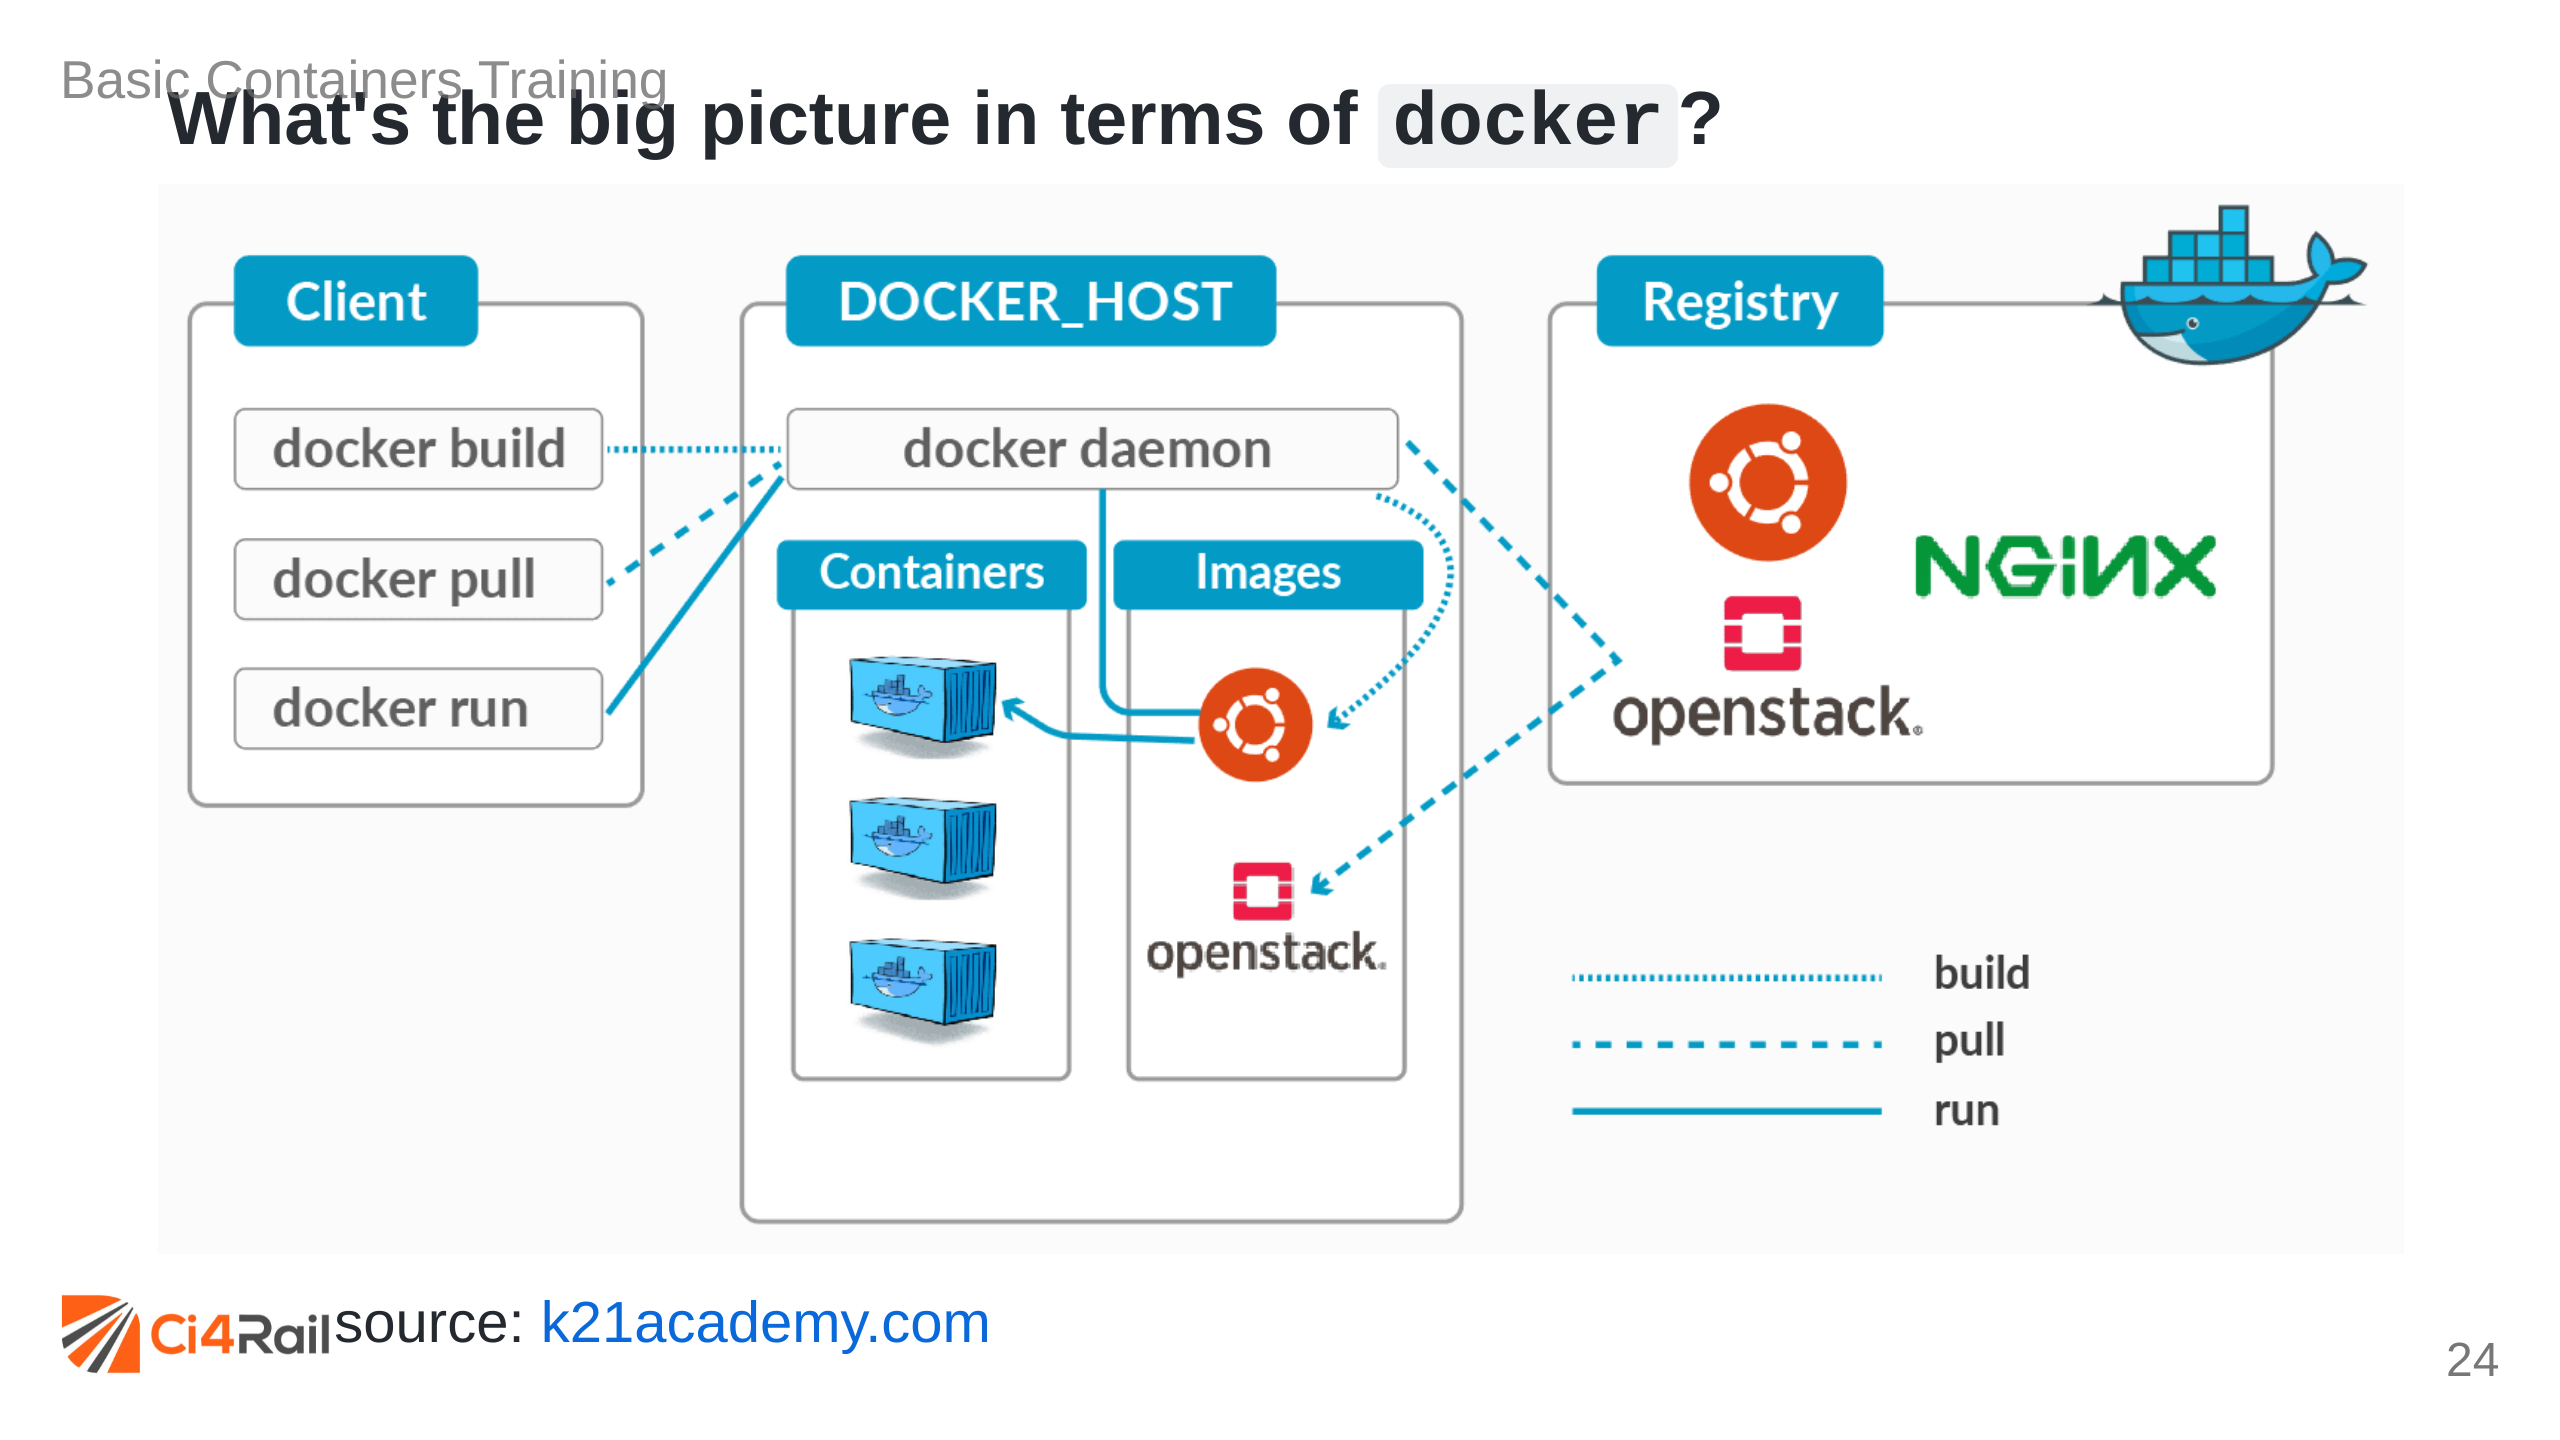 Basic Containers Training
What's the big picture in terms of docker?
Client
docker build
docker pull
docker run
DOCKER_HOST
docker daemon
Containers
Images
openstack.
Registry
NGiNX
openstack.
build
pull
run
Ci4Rail
source: k21academy.com
24